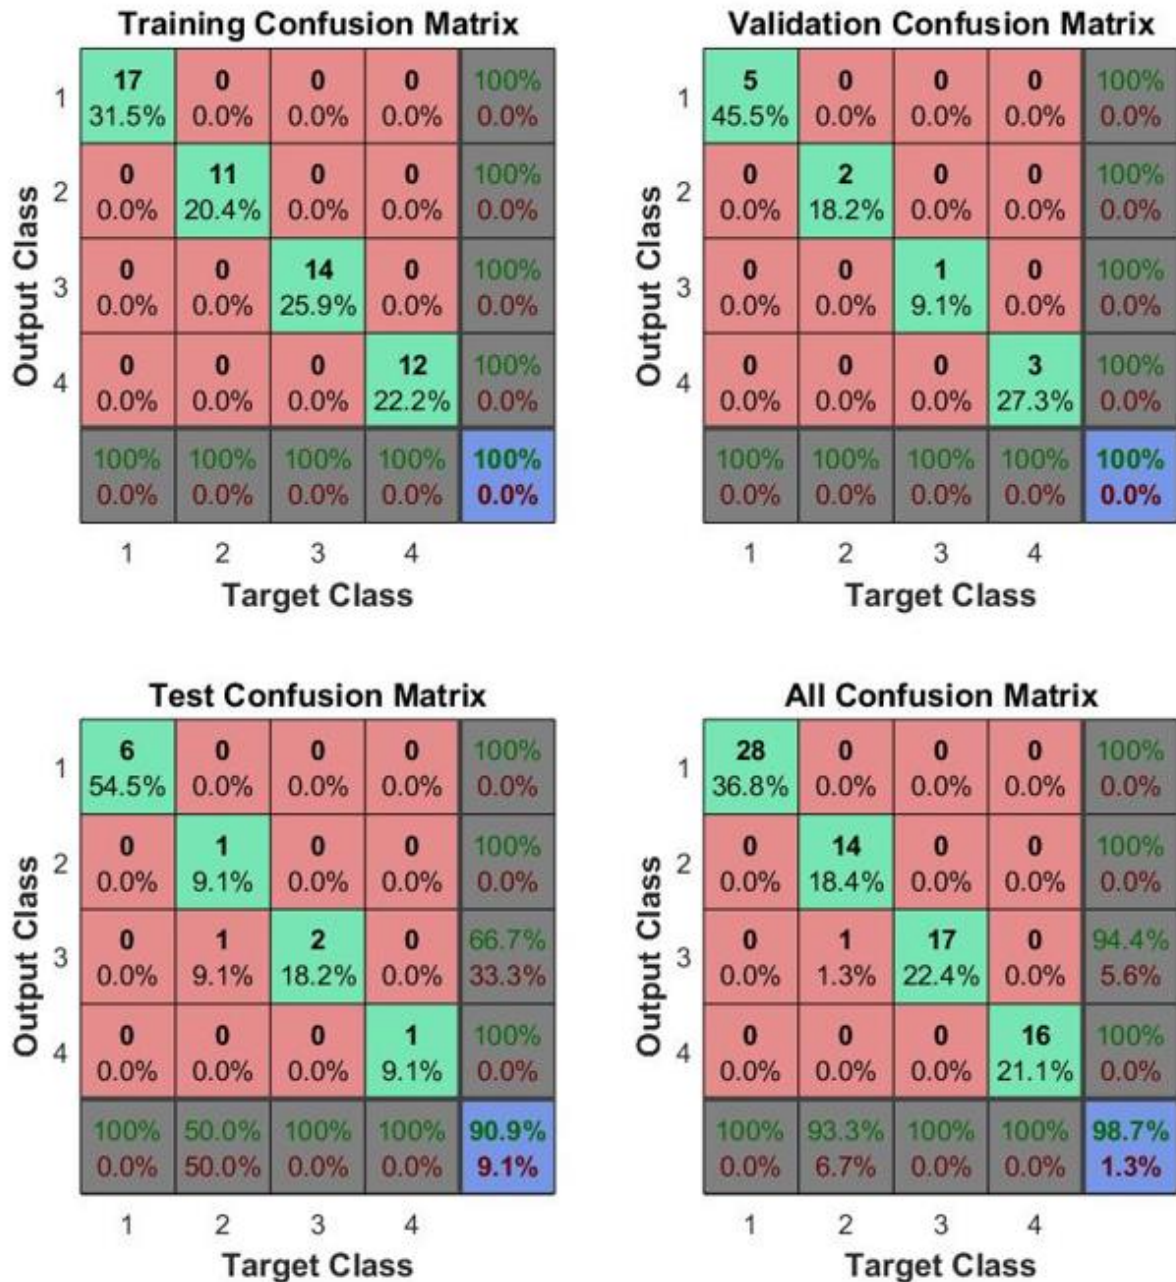 Training Confusion Matrix
1 17 0 0 0 100%
31.5% 0.0% 0.0% 0.0% 0.0%
2 0 11 0 0 100%
0.0% 20.4% 0.0% 0.0% 0.0%
3 0 0 14 0 100%
0.0% 0.0% 25.9% 0.0% 0.0%
4 0 0 0 12 100%
0.0% 0.0% 0.0% 22.2% 0.0%
100% 100% 100% 100% 100%
0.0% 0.0% 0.0% 0.0% 0.0%
1 2 3 4
Target Class
Output Class
Validation Confusion Matrix
1 5 0 0 0 100%
45.5% 0.0% 0.0% 0.0% 0.0%
2 0 2 0 0 100%
0.0% 18.2% 0.0% 0.0% 0.0%
3 0 0 1 0 100%
0.0% 0.0% 9.1% 0.0% 0.0%
4 0 0 0 3 100%
0.0% 0.0% 0.0% 27.3% 0.0%
100% 100% 100% 100% 100%
0.0% 0.0% 0.0% 0.0% 0.0%
1 2 3 4
Target Class
Output Class
Test Confusion Matrix
1 6 0 0 0 100%
54.5% 0.0% 0.0% 0.0% 0.0%
2 0 1 0 0 100%
0.0% 9.1% 0.0% 0.0% 0.0%
3 0 1 2 0 66.7%
0.0% 9.1% 18.2% 0.0% 33.3%
4 0 0 0 1 100%
0.0% 0.0% 0.0% 9.1% 0.0%
100% 50.0% 100% 100% 90.9%
0.0% 50.0% 0.0% 0.0% 9.1%
1 2 3 4
Target Class
Output Class
All Confusion Matrix
1 28 0 0 0 100%
36.8% 0.0% 0.0% 0.0% 0.0%
2 0 14 0 0 100%
0.0% 18.4% 0.0% 0.0% 0.0%
3 0 1 17 0 94.4%
0.0% 1.3% 22.4% 0.0% 5.6%
4 0 0 0 16 100%
0.0% 0.0% 0.0% 21.1% 0.0%
100% 93.3% 100% 100% 98.7%
0.0% 6.7% 0.0% 0.0% 1.3%
1 2 3 4
Target Class
Output Class